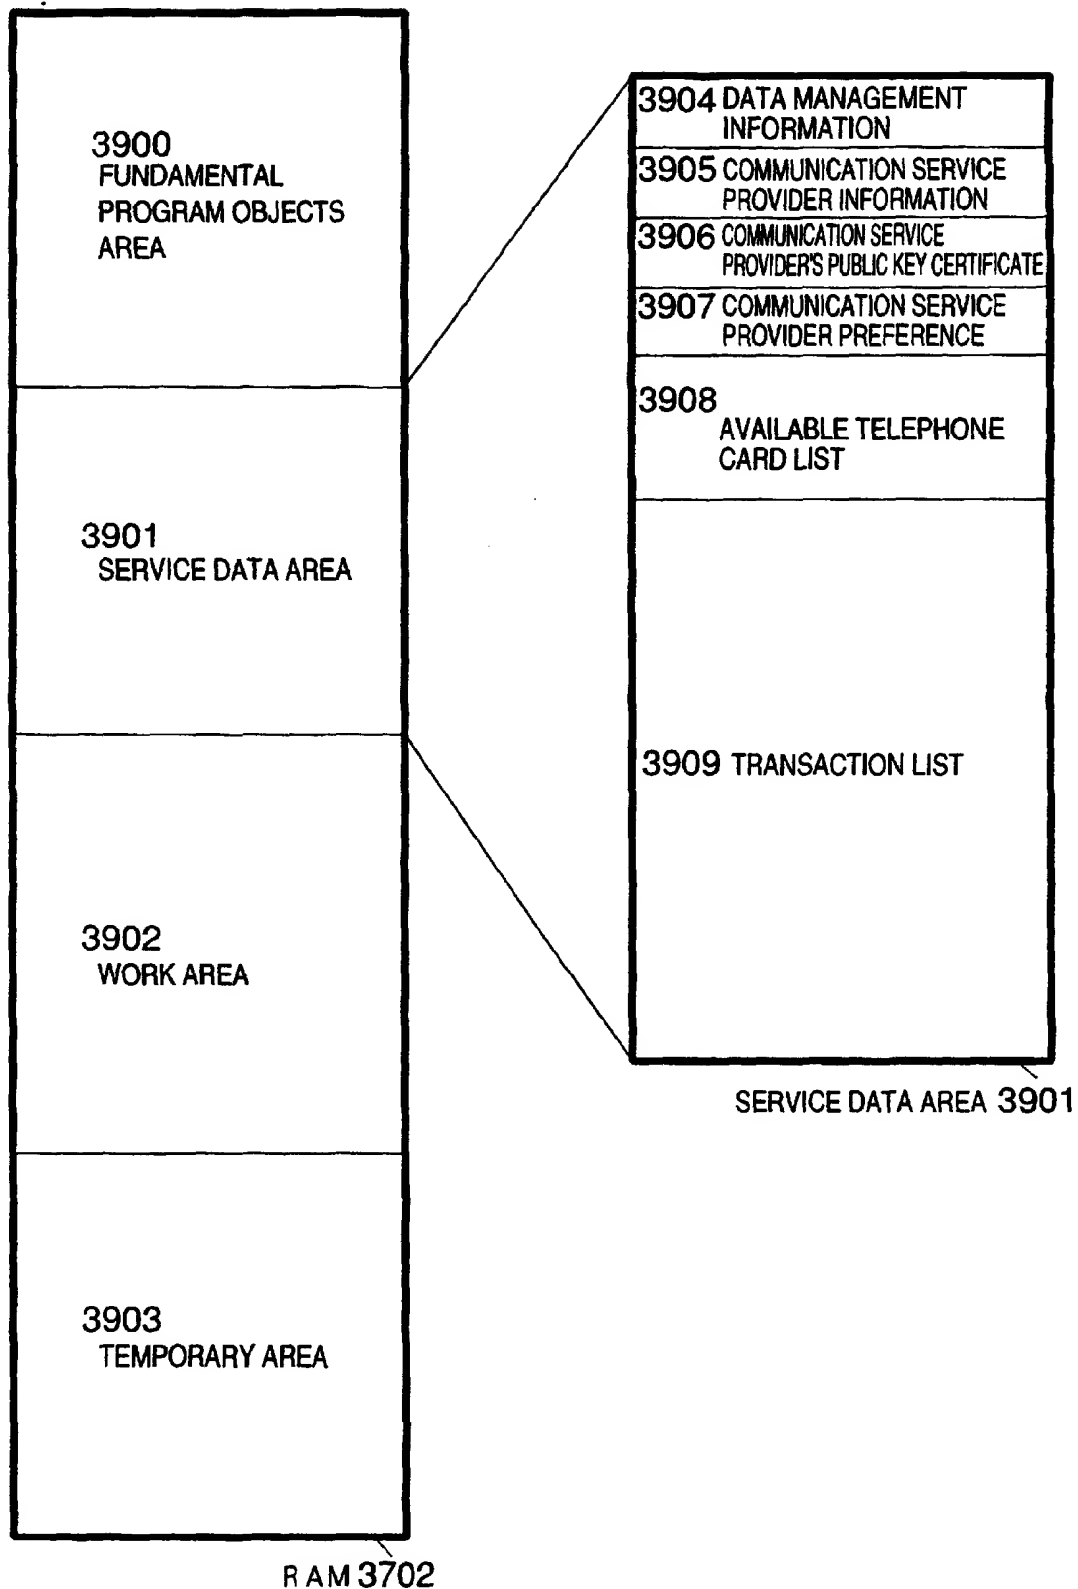 3900
FUNDAMENTAL
PROGRAM OBJECTS
AREA
3901
SERVICE DATA AREA
3902
WORK AREA
3903
TEMPORARY AREA
RAM 3702
3904 DATA MANAGEMENT
INFORMATION
3905 COMMUNICATION SERVICE
PROVIDER INFORMATION
3906 COMMUNICATION SERVICE
PROVIDER'S PUBLIC KEY CERTIFICATE
3907 COMMUNICATION SERVICE
PROVIDER PREFERENCE
3908
AVAILABLE TELEPHONE
CARD LIST
3909 TRANSACTION LIST
SERVICE DATA AREA 3901